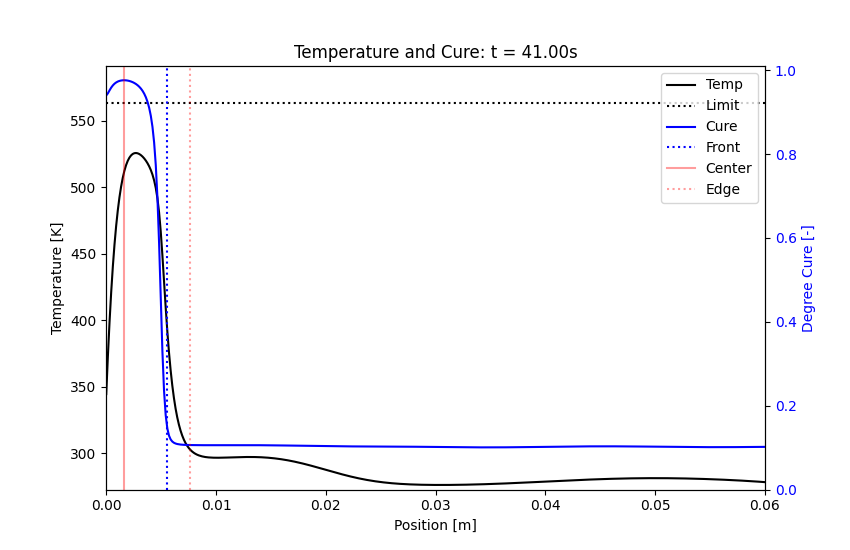 Temperature and Cure: t = 41.00s
Temperature [K]
550
500
450
400
350
300
Temp
Limit
Cure
Front
Center
Edge
1.0
0.8
0.6
0.4
0.2
0.0
Degree Cure [-]
0.00 0.01 0.02 0.03 0.04 0.05 0.06
Position [m]